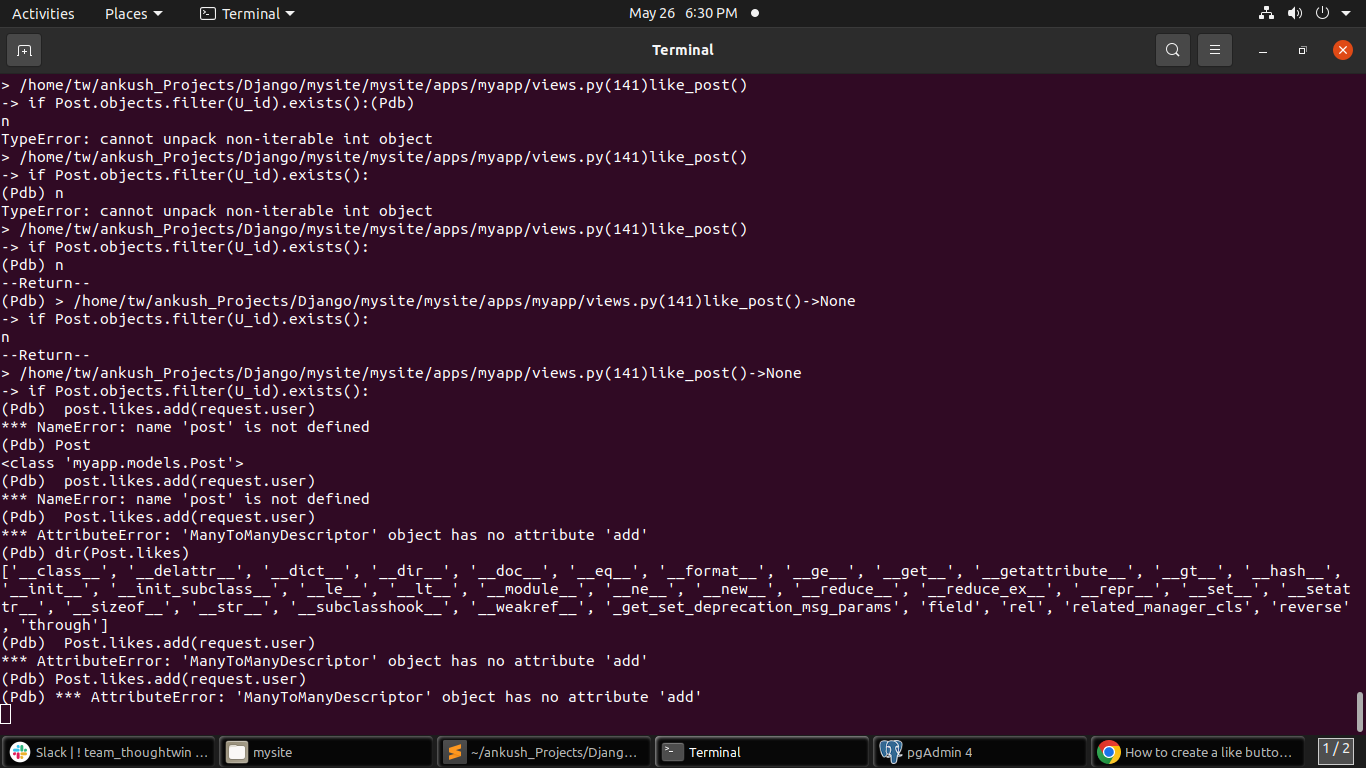 Activities Places Terminal May 26 6:30 PM
Terminal
> /home/tw/ankush_Projects/Django/mysite/mysite/apps/myapp/views.py(141)like_post()
-> if Post.objects.filter(U_id).exists():(Pdb)
n
TypeError: cannot unpack non-iterable int object
> /home/tw/ankush_Projects/Django/mysite/mysite/apps/myapp/views.py(141)like_post()
-> if Post.objects.filter(U_id).exists():
(Pdb) n
TypeError: cannot unpack non-iterable int object
> /home/tw/ankush_Projects/Django/mysite/mysite/apps/myapp/views.py(141)like_post()
-> if Post.objects.filter(U_id).exists():
(Pdb) n
--Return--
(Pdb) > /home/tw/ankush_Projects/Django/mysite/mysite/apps/myapp/views.py(141)like_post()->None
-> if Post.objects.filter(U_id).exists():
n
--Return--
> /home/tw/ankush_Projects/Django/mysite/mysite/apps/myapp/views.py(141)like_post()->None
-> if Post.objects.filter(U_id).exists():
(Pdb)  post.likes.add(request.user)
*** NameError: name 'post' is not defined
(Pdb) Post
<class 'myapp.models.Post'>
(Pdb)  post.likes.add(request.user)
*** NameError: name 'post' is not defined
(Pdb)  Post.likes.add(request.user)
*** AttributeError: 'ManyToManyDescriptor' object has no attribute 'add'
(Pdb) dir(Post.likes)
['__class__', '__delattr__', '__dict__', '__dir__', '__doc__', '__eq__', '__format__', '__ge__', '__get__', '__getattribute__', '__gt__', '__hash__',
'__init__', '__init_subclass__', '__le__', '__lt__', '__module__', '__ne__', '__new__', '__reduce__', '__reduce_ex__', '__repr__', '__set__', '__setat
tr__', '__sizeof__', '__str__', '__subclasshook__', '__weakref__', '_get_set_deprecation_msg_params', 'field', 'rel', 'related_manager_cls', 'reverse'
, 'through']
(Pdb)  Post.likes.add(request.user)
*** AttributeError: 'ManyToManyDescriptor' object has no attribute 'add'
(Pdb) Post.likes.add(request.user)
(Pdb) *** AttributeError: 'ManyToManyDescriptor' object has no attribute 'add'
Slack | ! team_thoughtwin ... mysite ~/ankush_Projects/Djang... Terminal pgAdmin 4 How to create a like butto... 1 / 2